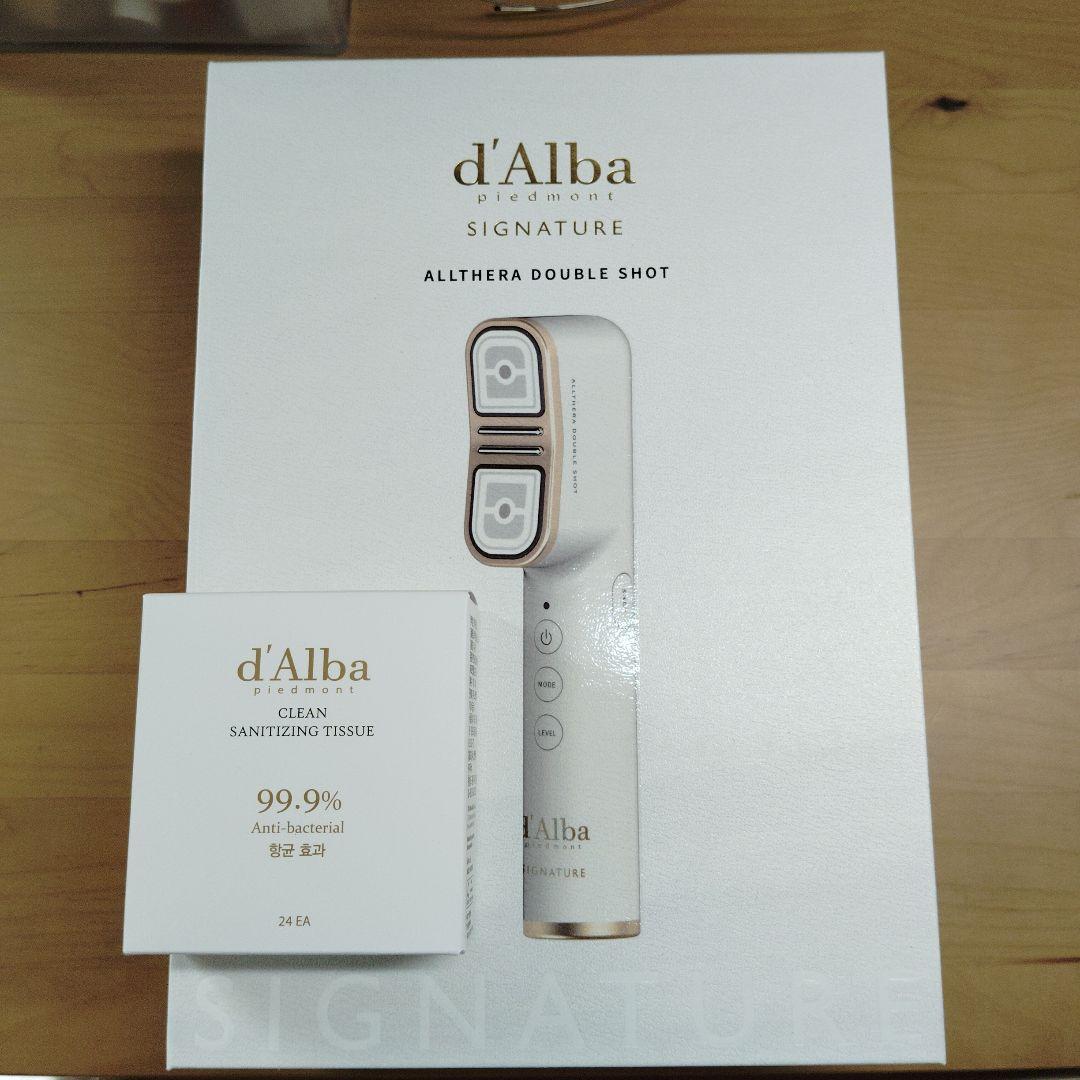 d'Alba
piedmont
SIGNATURE
ALLTHERA DOUBLE SHOT
ALLTHERA DOUBLE SHOT
MODE
LEVEL
d'Alba
piedmont
SIGNATURE
d'Alba
piedmont
CLEAN
SANITIZING TISSUE
99.9%
Anti-bacterial
항균 효과
24 EA
SIGNATURE